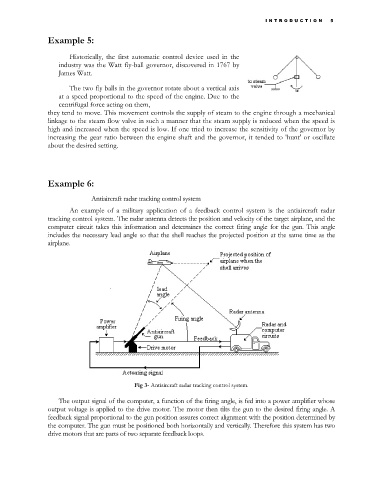 INTRODUCTION
Example 5:
Historically, the first automatic control device used in the
industry was the Watt fly-ball governor, discovered in 1767 by
James Watt.
to steam
valve
The two fly balls in the governor rotate about a vertical axis
at a speed proportional to the speed of the engine. Due to the
centrifugal force acting on them,
they tend to move. This movement controls the supply of steam to the engine through a mechanical
linkage to the steam flow valve in such a manner that the steam supply is reduced when the speed is
high and increased when the speed is low. If one tried to increase the sensitivity of the governor by
increasing the gear ratio between the engine shaft and the governor, it tended to 'hunt' or oscillate
about the desired setting.
Example 6:
Antiaircraft radar tracking control system
An example of a military application of a feedback control system is the antiaircraft radar
tracking control system. The radar antenna detects the position and velocity of the target airplane, and the
computer circuit takes this information and determines the correct firing angle for the gun. This angle
includes the necessary lead angle so that the shell reaches the projected position at the same time as the
airplane.
Airplane
Projected position of
airplane when the
shell arrives
lead
angle
Radar antenna
Power
amplifier
Firing angle
Radar and
computer
circuits
Antiaircraft
gun
Feedback
Drive motor
Actuating signal
Fig 3- Antiaircraft radar tracking control system.
The output signal of the computer, a function of the firing angle, is fed into a power amplifier whose
output voltage is applied to the drive motor. The motor then tilts the gun to the desired firing angle. A
feedback signal proportional to the gun position assures correct alignment with the position determined by
the computer. The gun must be positioned both horizontally and vertically. Therefore this system has two
drive motors that are parts of two separate feedback loops.